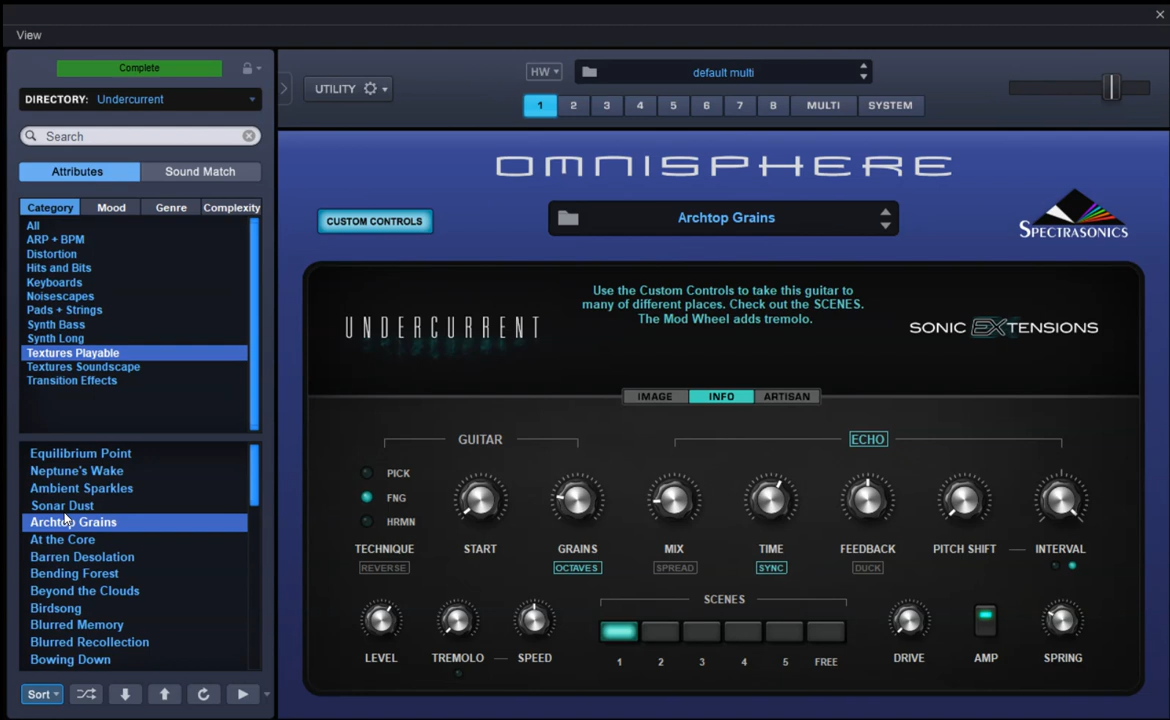 View
Complete
DIRECTORY: Undercurrent
Search
Attributes
Sound Match
Category
Mood
Genre
Complexity
All
ARP + BPM
Distortion
Hits and Bits
Keyboards
Noisescapes
Pads + Strings
Synth Bass
Synth Long
Textures Playable
Textures Soundscape
Transition Effects
Equilibrium Point
Neptune's Wake
Ambient Sparkles
Sonar Dust
Archtop Grains
At the Core
Barren Desolation
Bending Forest
Beyond the Clouds
Birdsong
Blurred Memory
Blurred Recollection
Bowing Down
Sort
UTILITY
HW
default multi
1 2 3 4 5 6 7 8 MULTI SYSTEM
OMNISPHERE
CUSTOM CONTROLS
Archtop Grains
SPECTRASONICS
Use the Custom Controls to take this guitar to
many of different places. Check out the SCENES.
The Mod Wheel adds tremolo.
UNDERCURRENT
SONIC EXTENSIONS
IMAGE INFO ARTISAN
GUITAR
ECHO
PICK
FNG
HRMN
TECHNIQUE START GRAINS MIX TIME FEEDBACK PITCH SHIFT INTERVAL
REVERSE OCTAVES SPREAD SYNC DUCK
SCENES
LEVEL TREMOLO SPEED
1 2 3 4 5 FREE
DRIVE AMP SPRING